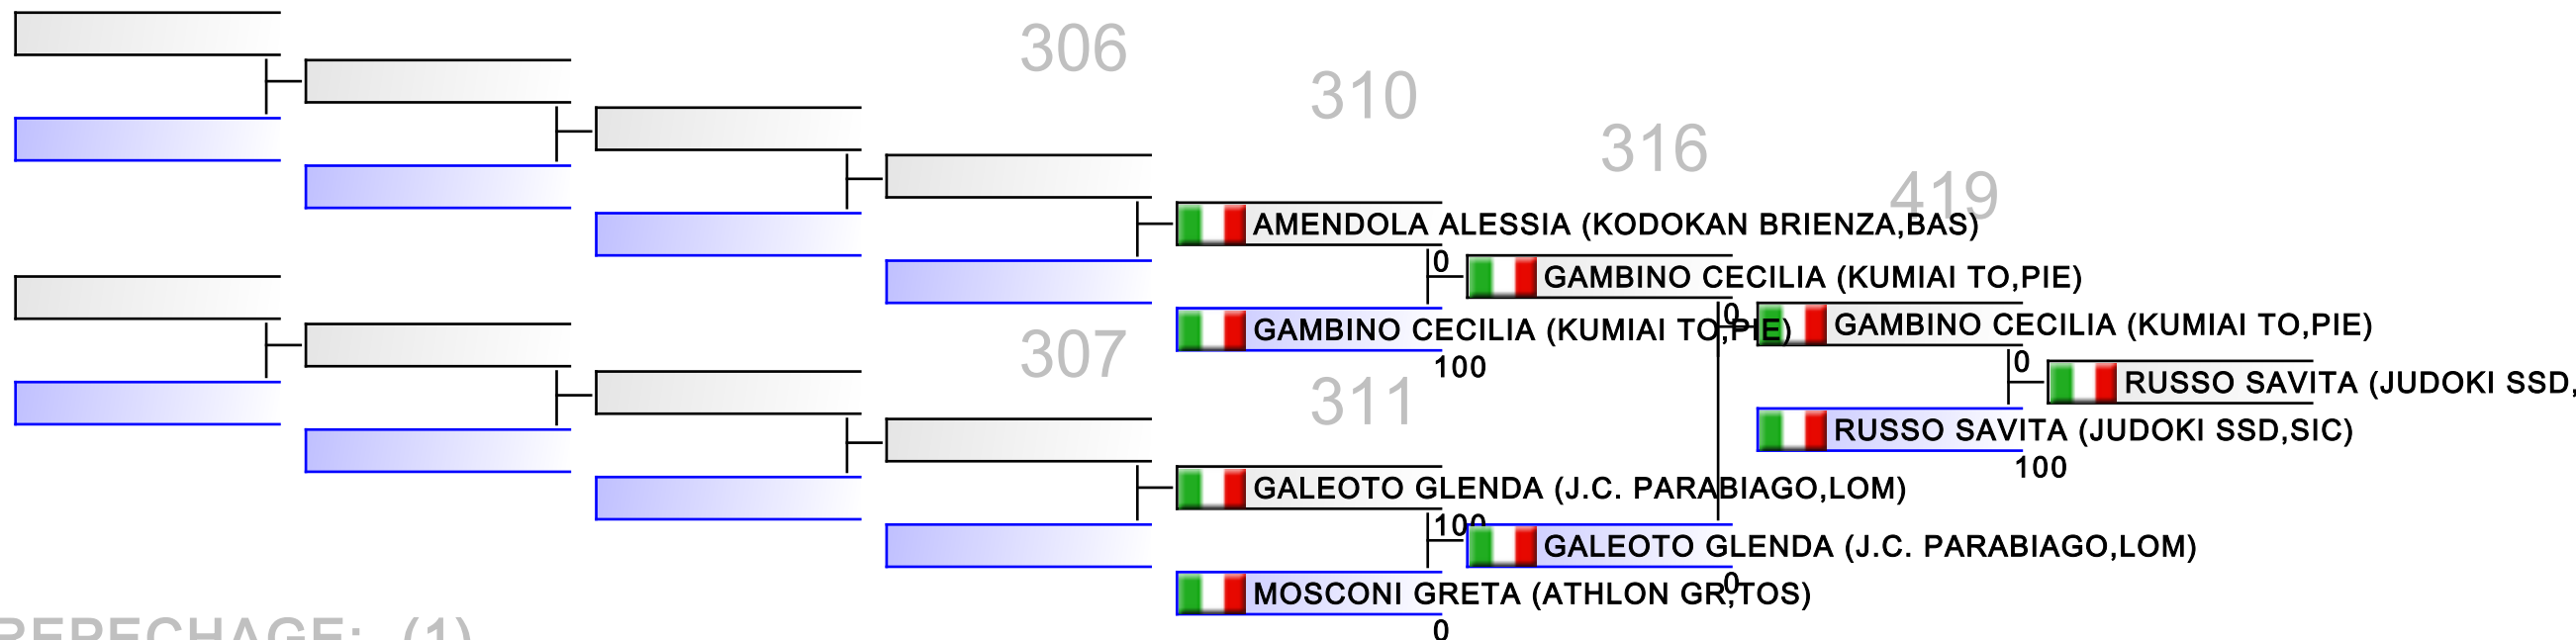 306
310
316
419
AMENDOLA ALESSIA (KODOKAN BRIENZA,BAS)
0
GAMBINO CECILIA (KUMIAI TO,PIE)
0
GAMBINO CECILIA (KUMIAI TO,PIE)
GAMBINO CECILIA (KUMIAI TO,PIE)
307
100
0
RUSSO SAVITA (JUDOKI SSD,
311
RUSSO SAVITA (JUDOKI SSD,SIC)
100
GALEOTO GLENDA (J.C. PARABIAGO,LOM)
100
GALEOTO GLENDA (J.C. PARABIAGO,LOM)
0
MOSCONI GRETA (ATHLON GR,TOS)
0
REPECHAGE: (1)